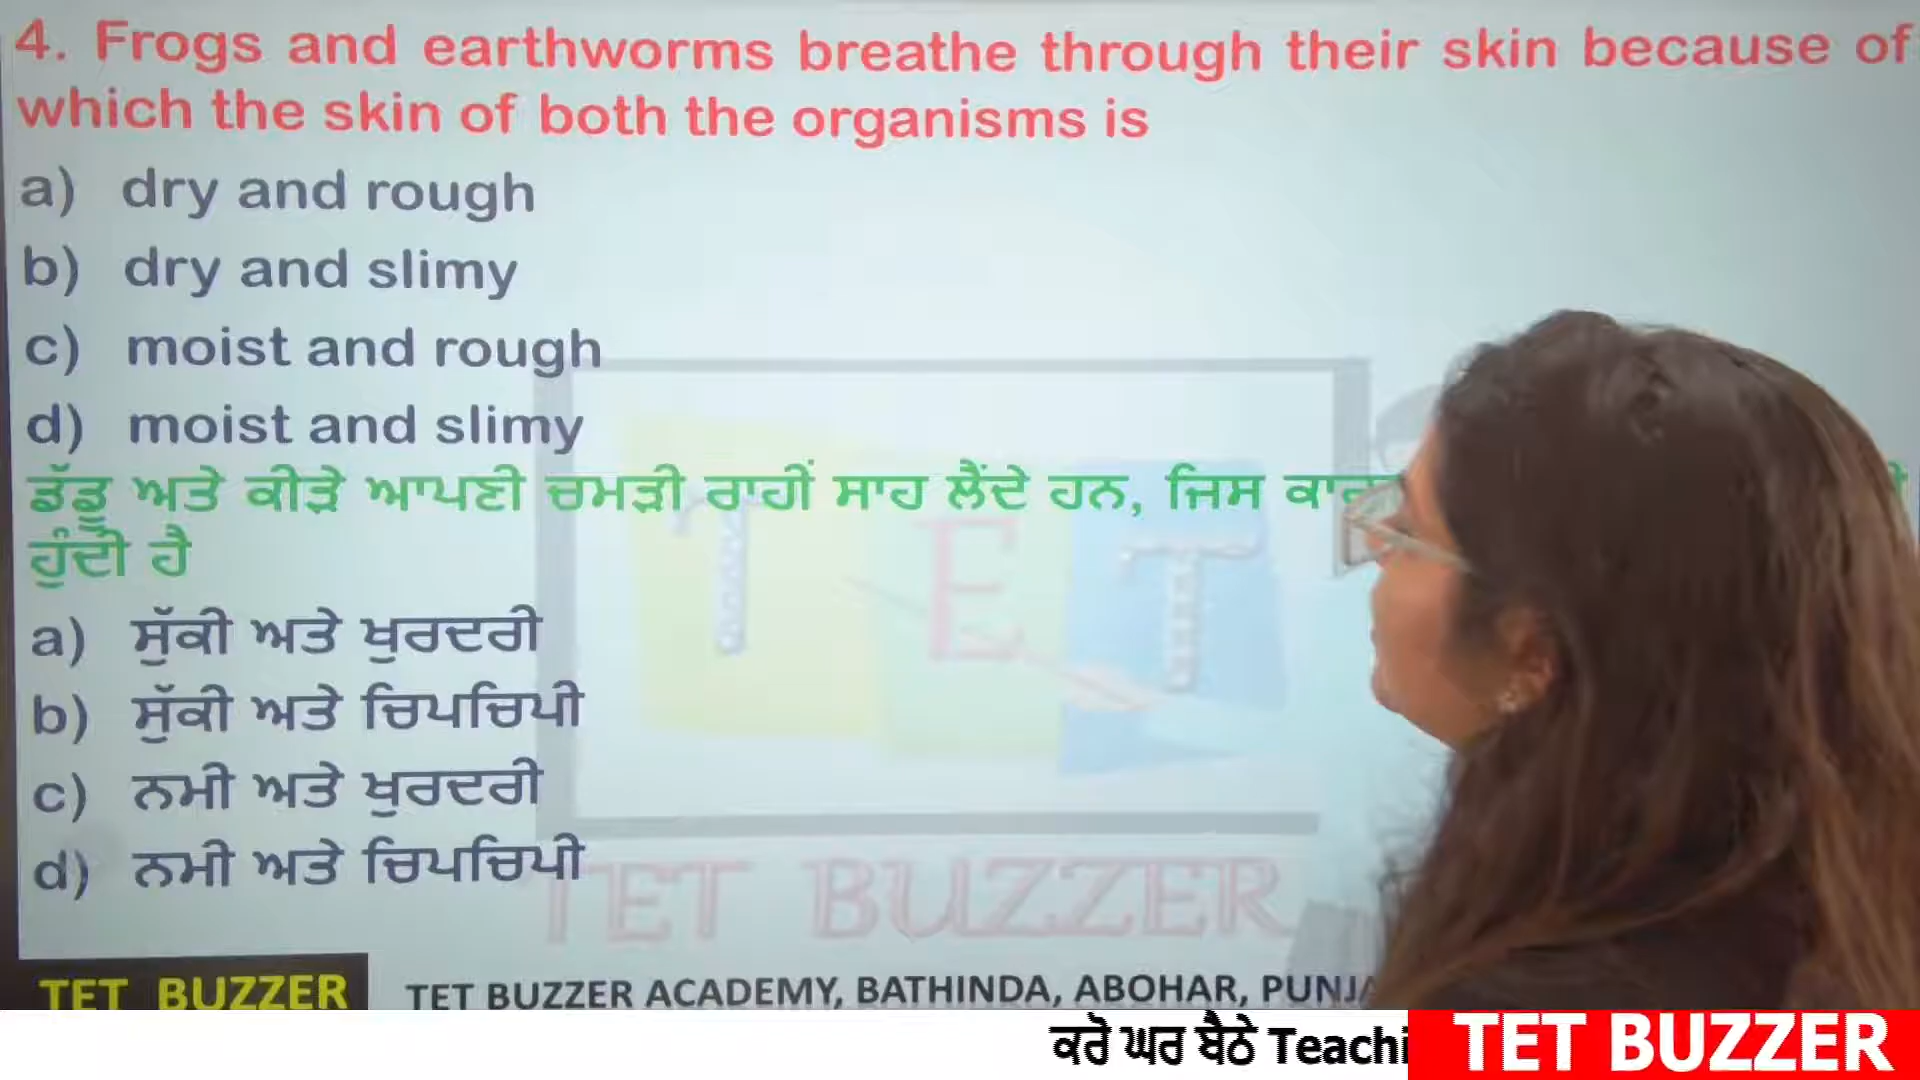 4. Frogs and earthworms breathe through their skin because of
which the skin of both the organisms is
a) dry and rough
b) dry and slimy
c) moist and rough
d) moist and slimy
ਡੱਡੂ ਅਤੇ ਕੀੜੇ ਆਪਣੀ ਚਮੜੀ ਰਾਹੀਂ ਸਾਹ ਲੈਂਦੇ ਹਨ, ਜਿਸ
ਹੁੰਦੀ ਹੈ
a) ਸੁੱਕੀ ਅਤੇ ਖੁਰਦਰੀ
b) ਸੁੱਕੀ ਅਤੇ ਚਿਪਚਿਪੀ
c) ਨਮੀ ਅਤੇ ਖੁਰਦਰੀ
d) ਨਮੀ ਅਤੇ ਚਿਪਚਿਪੀ
TET
TET BUZZER
TET BUZZER
TET BUZZER ACADEMY, BATHINDA, ABOHAR,
ਕਰੋ ਘਰ ਬੈਠੇ
TET BUZZER